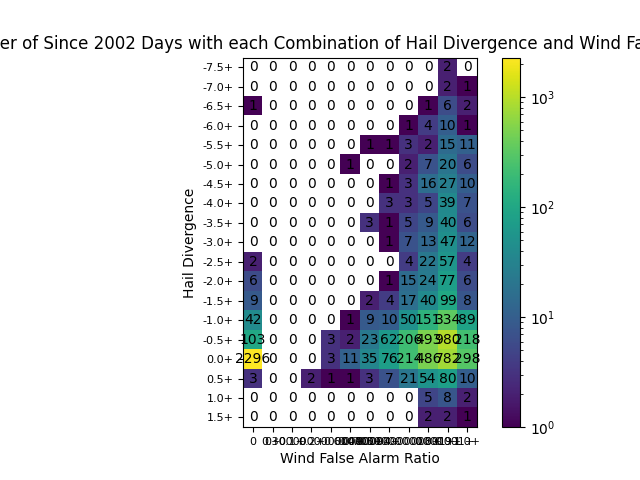 er of Since 2002 Days with each Combination of Hail Divergence and Wind Fa
-7.5+ 0 0 0 0 0 0 0 0 0 0 2 0
-7.0+ 0 0 0 0 0 0 0 0 0 0 2 1
-6.5+ 1 0 0 0 0 0 0 0 0 1 6 2
-6.0+ 0 0 0 0 0 0 0 0 1 4 10 1
-5.5+ 0 0 0 0 0 0 1 1 3 2 15 11
-5.0+ 0 0 0 0 0 1 0 0 2 7 20 6
-4.5+ 0 0 0 0 0 0 0 1 3 16 27 10
-4.0+ 0 0 0 0 0 0 0 3 3 5 39 7
-3.5+ 0 0 0 0 0 0 3 1 5 9 40 6
-3.0+ 0 0 0 0 0 0 0 1 7 13 47 12
-2.5+ 2 0 0 0 0 0 0 0 4 22 57 4
-2.0+ 6 0 0 0 0 0 0 1 15 24 77 6
-1.5+ 9 0 0 0 0 0 2 4 17 40 99 8
-1.0+ 42 0 0 0 0 1 9 10 50 151 334 89
-0.5+ 103 0 0 0 3 2 23 62 206 493 980 218
0.0+ 2296 0 0 0 3 11 35 76 214 486 782 298
0.5+ 3 0 0 2 1 1 3 7 21 54 80 10
1.0+ 0 0 0 0 0 0 0 0 0 5 8 2
1.5+ 0 0 0 0 0 0 0 0 0 2 2 1
0
Wind False Alarm Ratio
Hail Divergence
10³
10²
10¹
10⁰